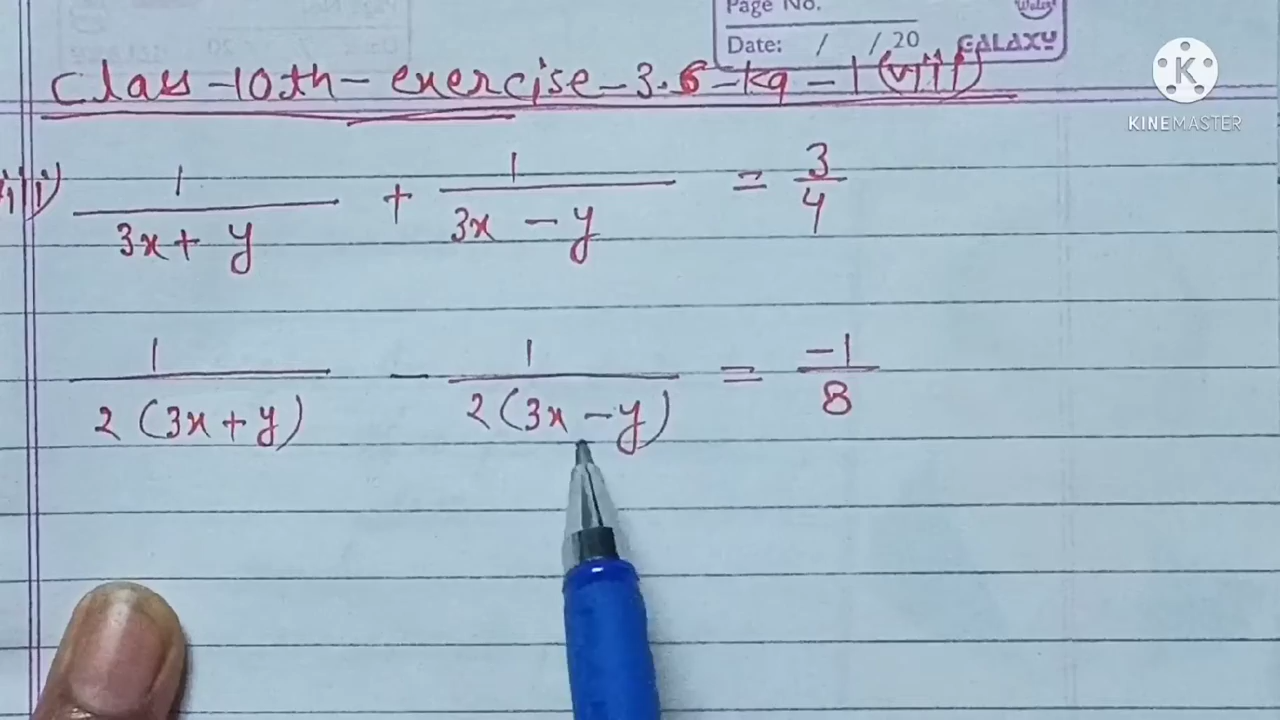 Page No.
Date: / / 20 GALAXY
KINEMASTER
Class-10th-exercise-3.6-kq-1(viii)
viii) 1/(3x+y) + 1/(3x-y) = 3/4
1/(2(3x+y)) - 1/(2(3x-y)) = -1/8